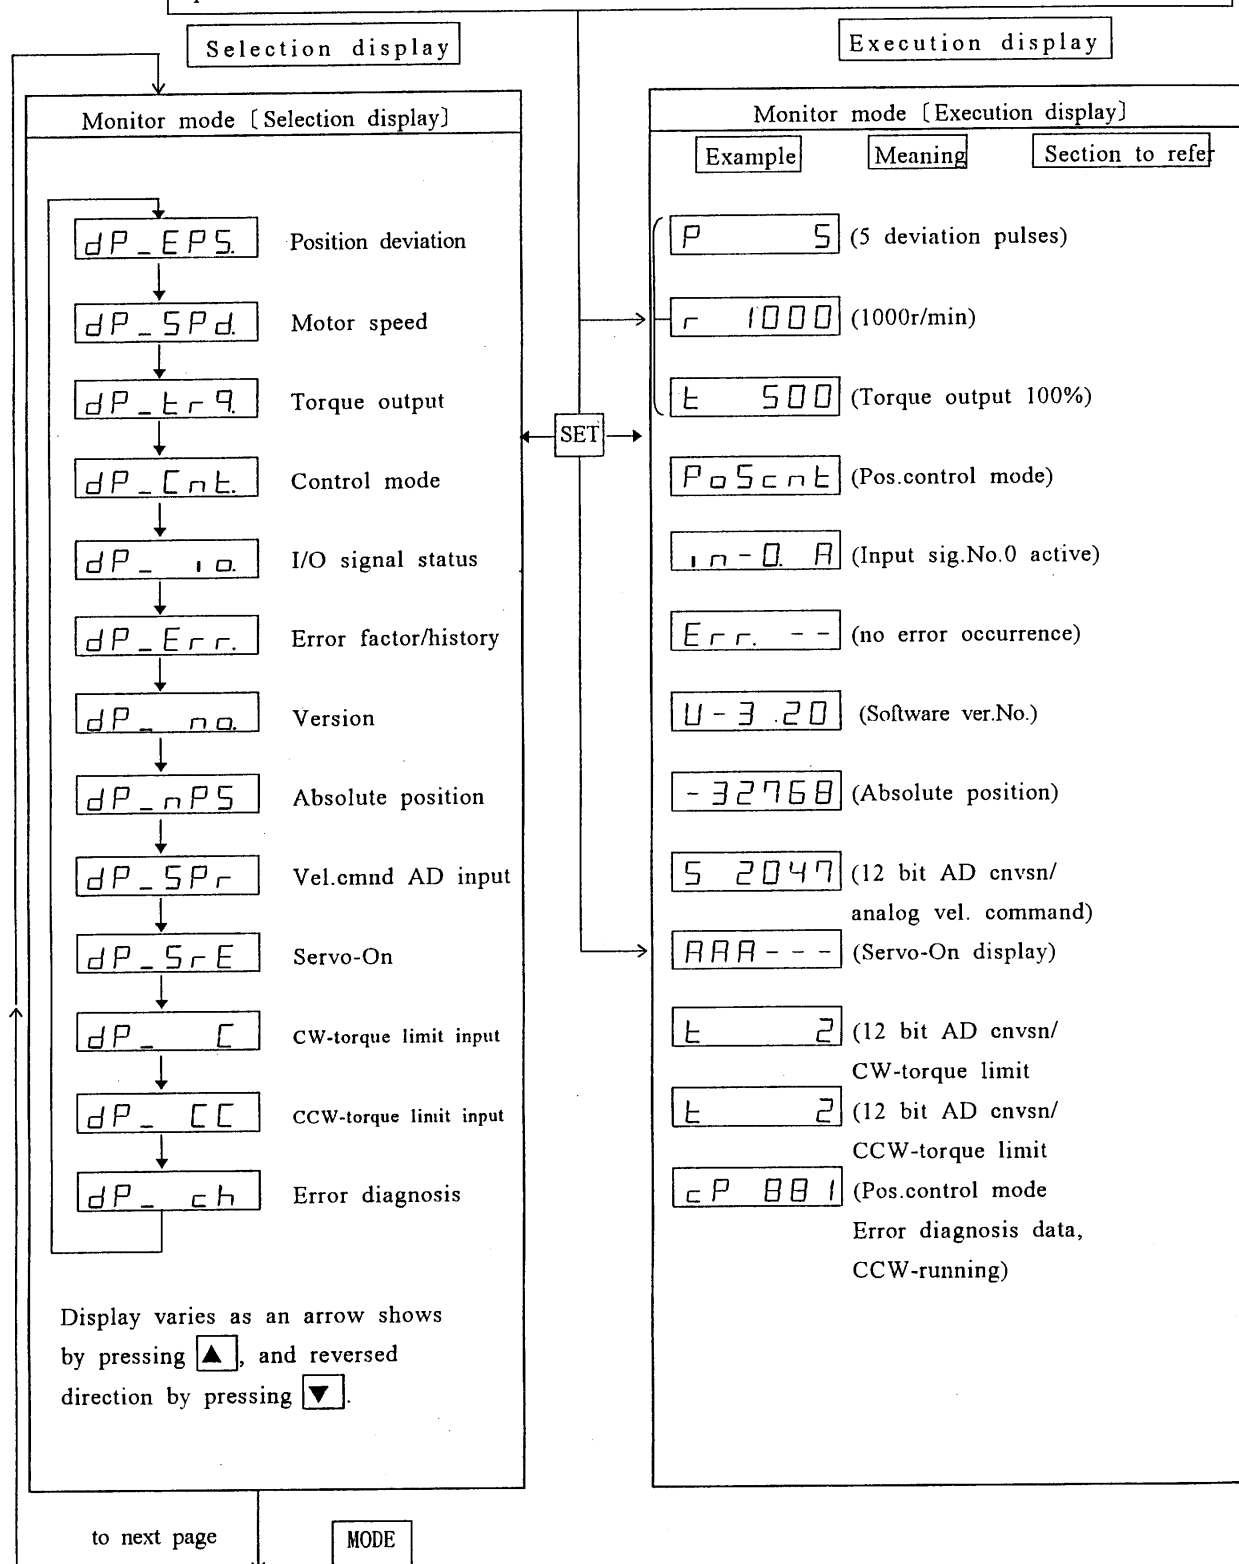 Selection display
Execution display
Monitor mode〔Selection display〕
Monitor mode〔Execution display〕
Example Meaning Section to refer
dP_EPS. Position deviation
P 5 (5 deviation pulses)
dP_SPd. Motor speed
r 1000 (1000r/min)
dP_trq. Torque output
t 500 (Torque output 100%)
SET
dP_Cnt. Control mode
PoScnt (Pos.control mode)
dP_ io. I/O signal status
in-0. A (Input sig.No.0 active)
dP_Err. Error factor/history
Err. -- (no error occurrence)
dP_ no. Version
U-3.20 (Software ver.No.)
dP_nPS Absolute position
-32768 (Absolute position)
dP_SPr Vel.cmnd AD input
S 2047 (12 bit AD cnvsn/
analog vel. command)
dP_SrE Servo-On
AAA--- (Servo-On display)
dP_ C CW-torque limit input
t 2 (12 bit AD cnvsn/
CW-torque limit
dP_ CC CCW-torque limit input
t 2 (12 bit AD cnvsn/
CCW-torque limit
dP_ ch Error diagnosis
cP 881 (Pos.control mode
Error diagnosis data,
CCW-running)
Display varies as an arrow shows
by pressing ▲, and reversed
direction by pressing ▼.
to next page MODE